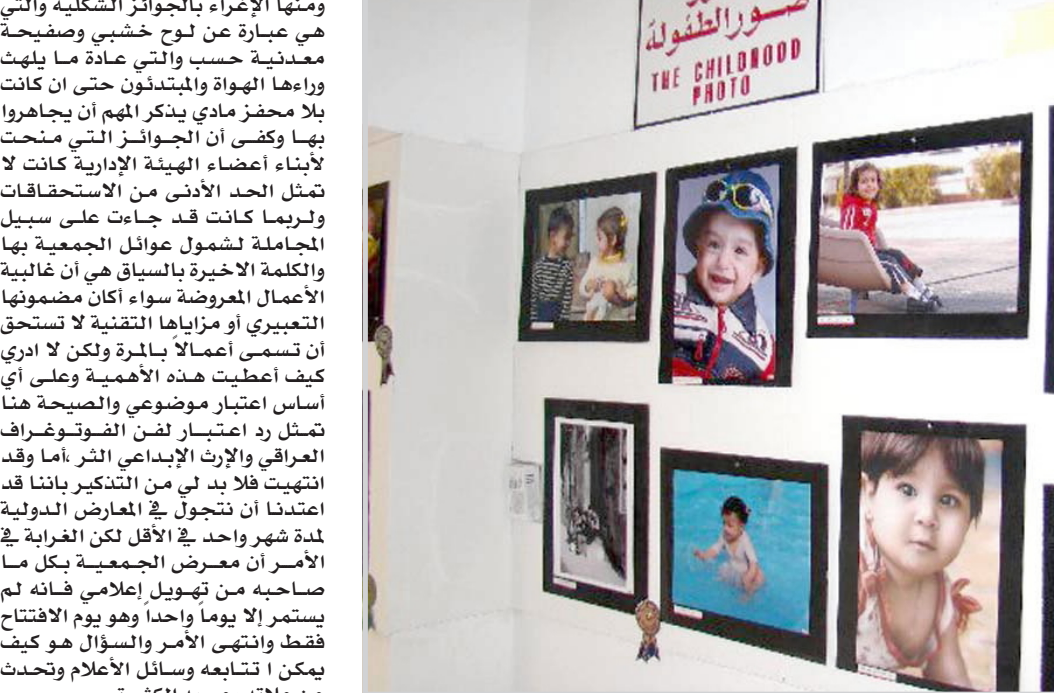 ومنها الإغراء بالجوائز الشكلية والتي
هي عبارة عن لوح خشبي وصفيحة
معدنية حسب والتي عادة ما يلهث
وراءها الهواة والمبتدئون حتى ان كانت
بلا محفز مادي يذكر المهم أن يجاهروا
بها وكفى أن الجوائز التي منحت
لأبناء أعضاء الهيئة الإدارية كانت لا
تمثل الحد الأدنى من الاستحقاقات
ولربما كانت قد جاءت على سبيل
المجاملة لشمول عوائل الجمعية بها
والكلمة الاخيرة بالسياق هي أن غالبية
الأعمال المعروضة سواء أكان مضمونها
التعبيري أو مزاياها التقنية لا تستحق
أن تسمى أعمالاً بالمرة ولكن لا ادري
كيف أعطيت هذه الأهمية وعلى أي
أساس اعتبار موضوعي والصيحة هنا
تمثل رد اعتبار لفن الفوتوغراف
العراقي والإرث الإبداعي الثر ،أما وقد
انتهيت فلا بد لي من التذكير باننا قد
اعتدنا أن نتجول في المعارض الدولية
لمدة شهر واحد في الأقل لكن الغرابة في
الأمر أن معرض الجمعية بكل ما
صاحبه من تهويل إعلامي فانه لم
يستمر إلا يوماً واحداً وهو يوم الافتتاح
فقط وانتهى الأمر والسؤال هو كيف
يمكن ا تتابعه وسائل الأعلام وتحدث
صور الطفولة
THE CHILDHOOD
PHOTO